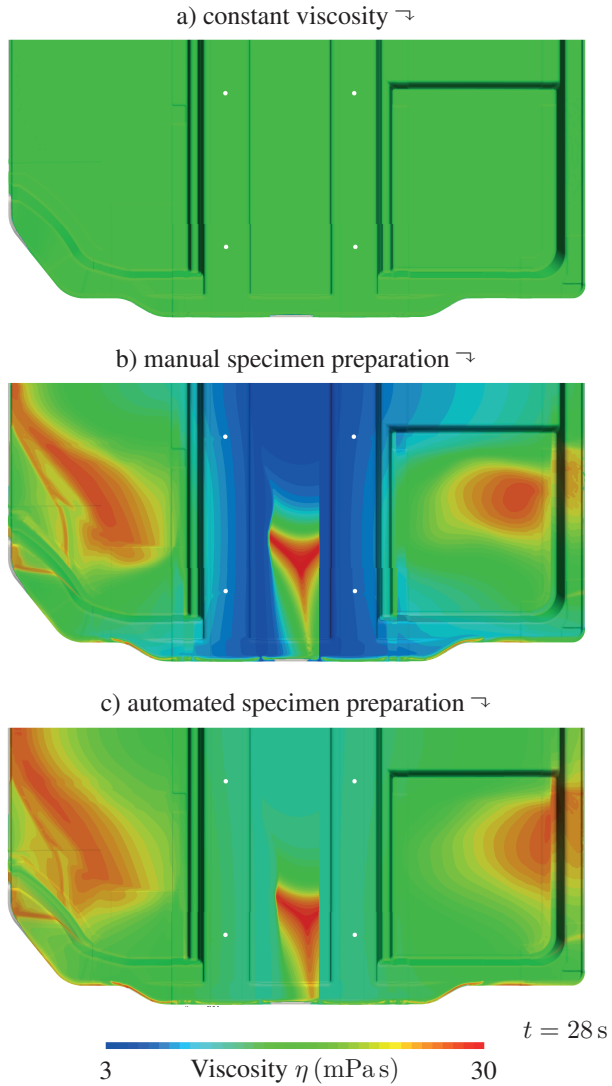 a) constant viscosity
b) manual specimen preparation
c) automated specimen preparation
t = 28 s
3 Viscosity η (mPa s) 30